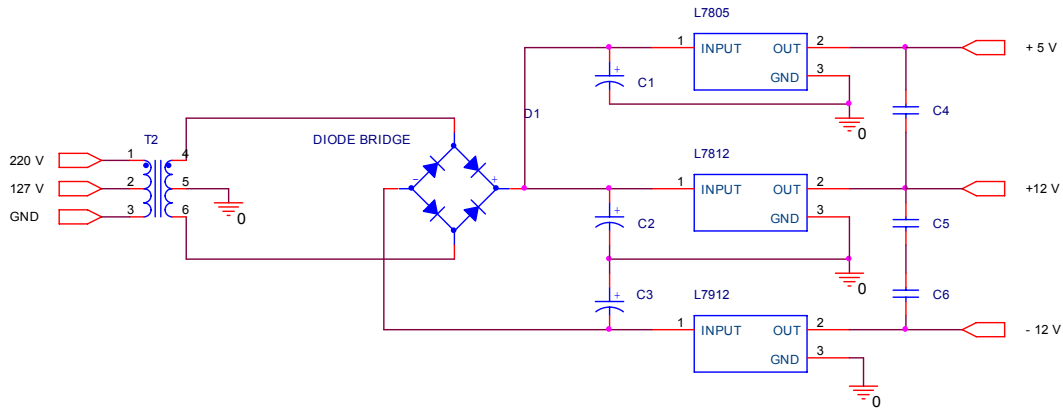 L7805
1 INPUT OUT 2
+ 5 V
GND 3
+
C1
0
D1
C4
T2
DIODE BRIDGE
L7812
220 V 1 4
127 V 2 5
- +
1 INPUT OUT 2
+12 V
GND 3
GND 3 6
0
+
C2
C5
0
L7912
+
C3
C6
1 INPUT OUT 2
- 12 V
GND 3
0